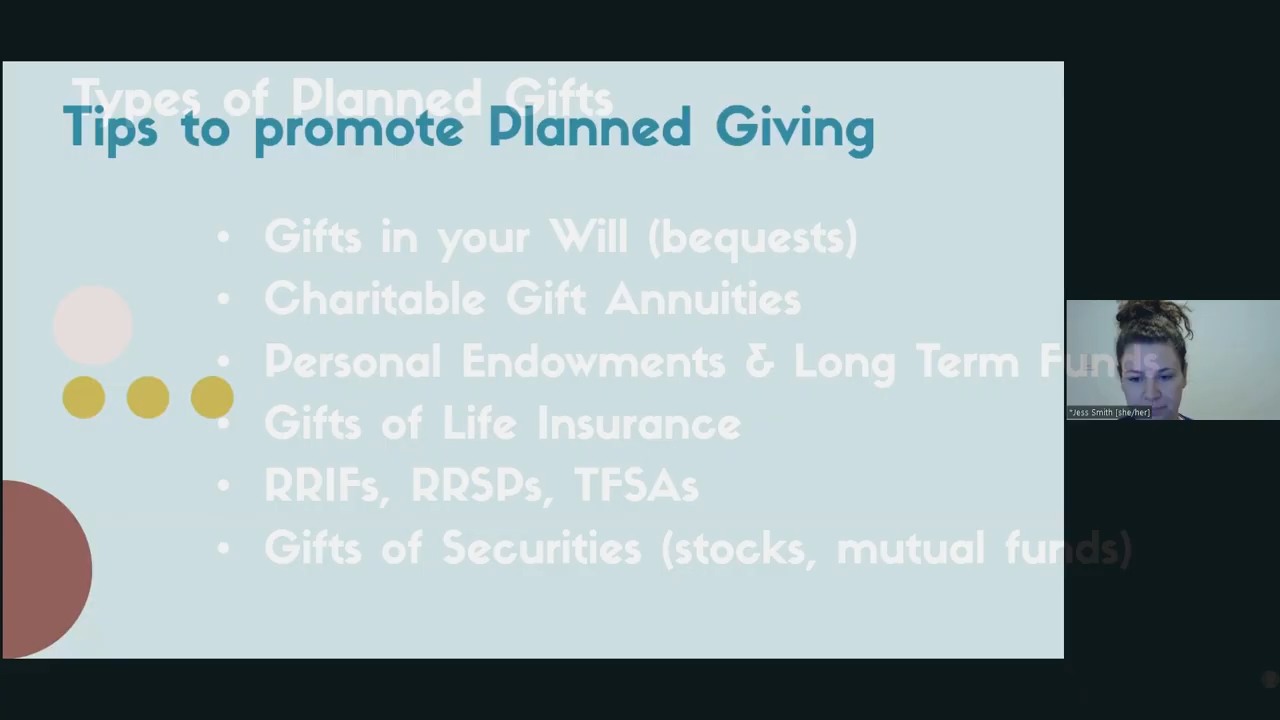 Types of Planned Gifts
Tips to promote Planned Giving
• Gifts in your Will (bequests)
• Charitable Gift Annuities
• Personal Endowments & Long Term Funds
• Gifts of Life Insurance
• RRIFs, RRSPs, TFSAs
• Gifts of Securities (stocks, mutual funds)
*Jess Smith [she/her]